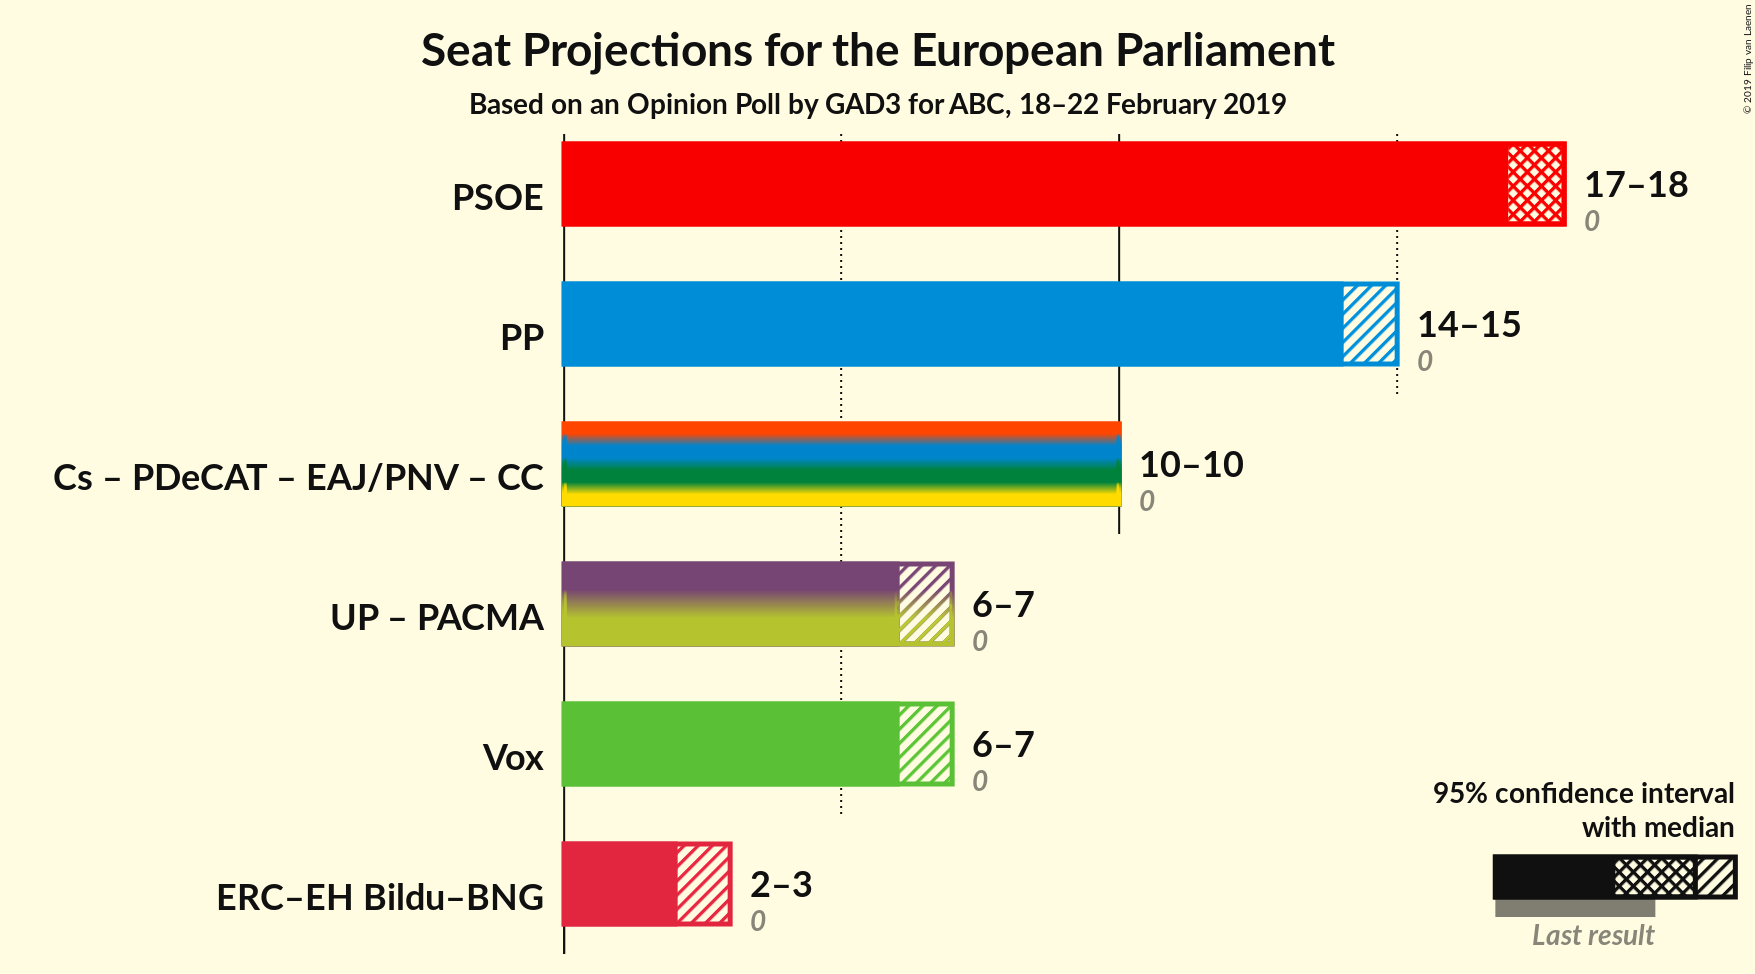 Seat Projections for the European Parliament
Based on an Opinion Poll by GAD3 for ABC, 18–22 February 2019
© 2019 Filip van Laenen
PSOE
17–18
0
PP
14–15
0
Cs – PDeCAT – EAJ/PNV – CC
10–10
0
UP – PACMA
6–7
0
Vox
6–7
0
ERC–EH Bildu–BNG
2–3
0
95% confidence interval
with median
Last result